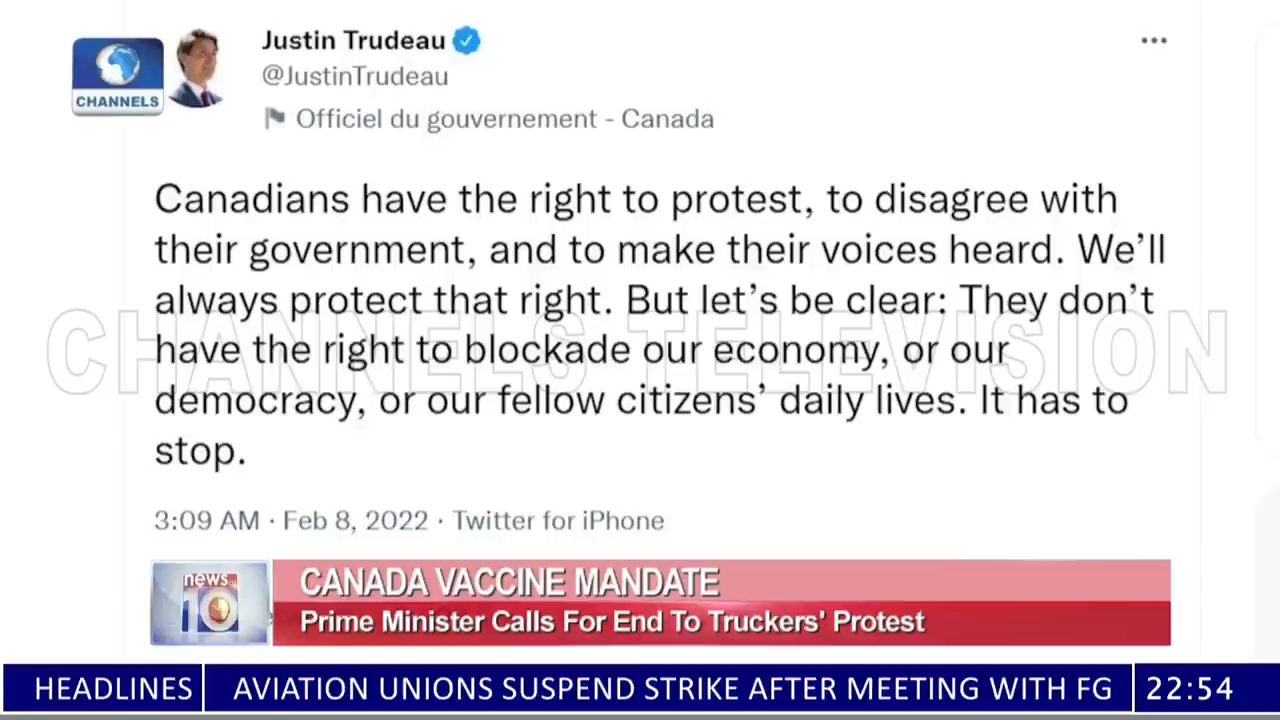 Justin Trudeau
@JustinTrudeau
CHANNELS
Officiel du gouvernement - Canada
Canadians have the right to protest, to disagree with
their government, and to make their voices heard. We'll
always protect that right. But let's be clear: They don't
have the right to blockade our economy, or our
democracy, or our fellow citizens' daily lives. It has to
stop.
CHANNELS TELEVISION
3:09 AM · Feb 8, 2022 · Twitter for iPhone
news
10
CANADA VACCINE MANDATE
Prime Minister Calls For End To Truckers' Protest
HEADLINES
AVIATION UNIONS SUSPEND STRIKE AFTER MEETING WITH FG
22:54